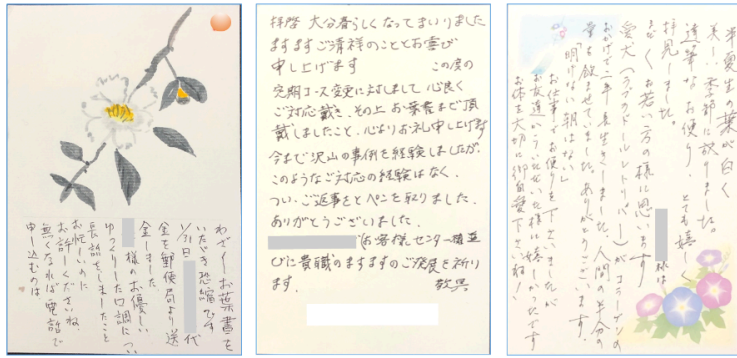 わざわざお葉書を
いただき恐縮です
1/31日 代
金を郵便局より送
金しました。
様のお優しい
ゆっくりした口調につい
長話をしましたこと
お忙しいのに
お許しくださいね。
無くなれば電話で
申し込むのは
拝啓 大分春らしくなってまいりました
ますますご清祥のこととお喜び
申し上げます この度の
定期コース変更に対しまして心良く
ご対応戴き、その上お葉書まで頂
戴しましたこと、心よりお礼申し上げます
今まで沢山の事例を経験しましたが、
このようなご対応の経験はなく、
つい、ご返事をとペンを取りました。
ありがとうございました。
(お客様センター様並
びに貴職のますますのご発展を祈り
ます。 敬具
半夏生の葉が白く
美しい季節に成りました。
達筆なお便り、とても嬉しく
拝見しました。 様は
まだまだお若い方の様に思います
愛犬(ラブラドールレトリバー)がコラーゲンの
おかげで二年長生きしました。人間の半分の
量を飲ませていました。ありがとうございます。
「明けない朝はない」
お仕事でお便りを下さいましたが
お友達からいただいた様に嬉しかったです
お体を大切に御自愛下さいね!